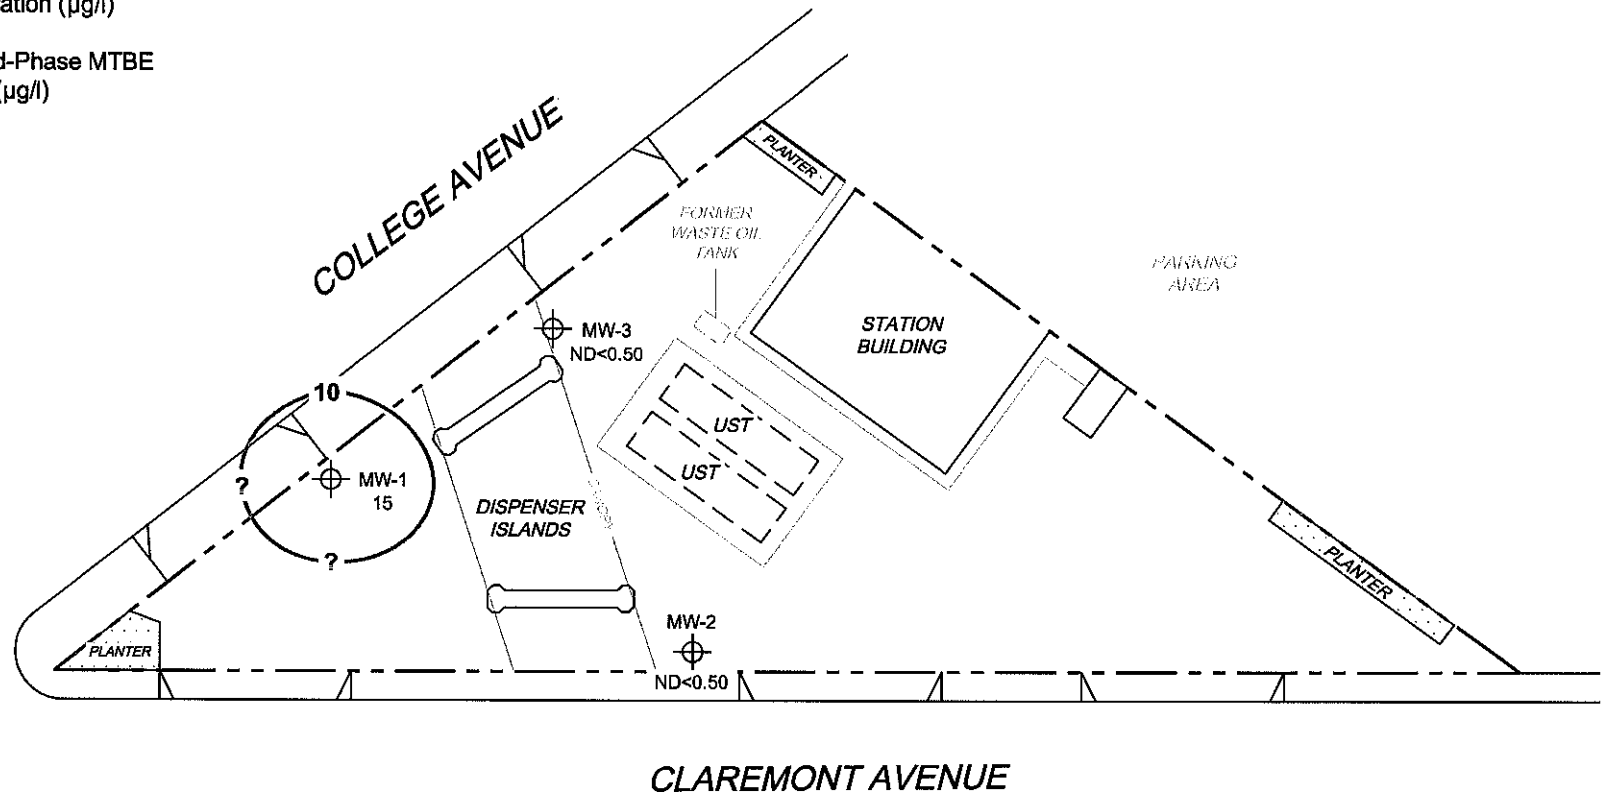 ation (µg/l)
d-Phase MTBE
(µg/l)
COLLEGE AVENUE
PLANTER
FORMER
WASTE OIL
TANK
PARKING
AREA
STATION
BUILDING
MW-3
ND<0.50
10
UST
UST
MW-1
15
?
?
DISPENSER
ISLANDS
CANOPY
PLANTER
MW-2
ND<0.50
PLANTER
CLAREMONT AVENUE